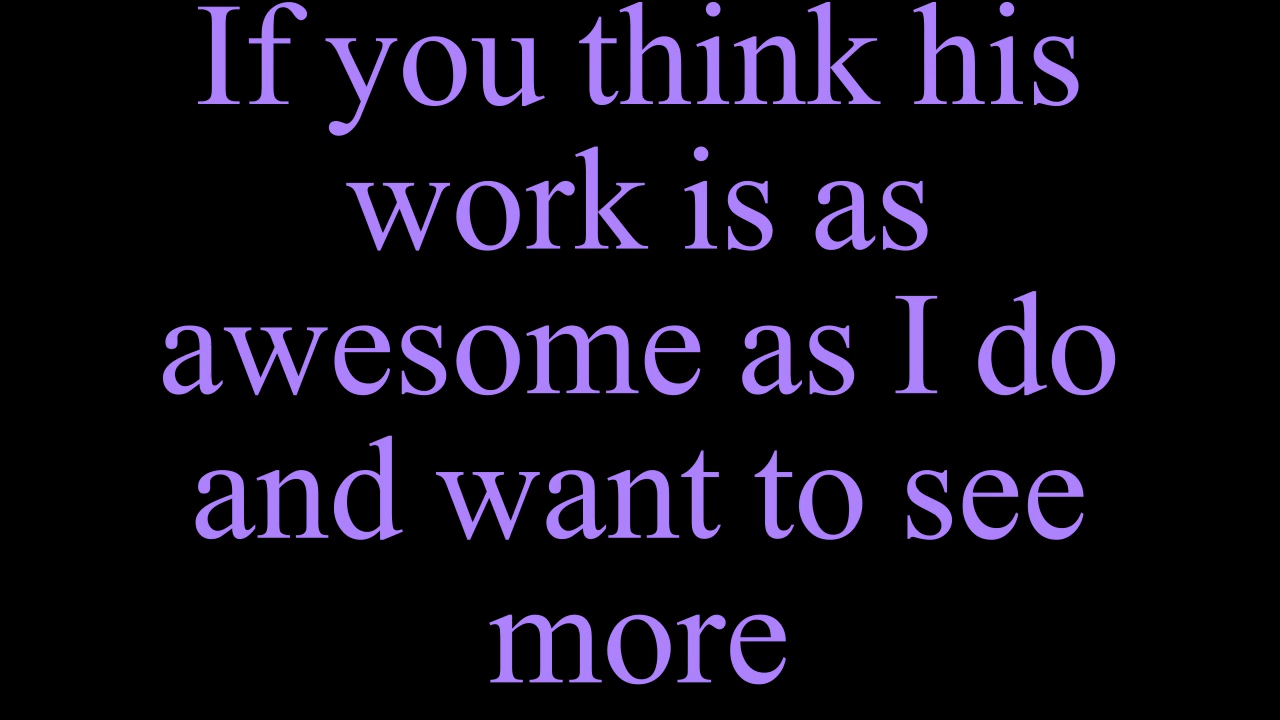 If you think his
work is as
awesome as I do
and want to see
more